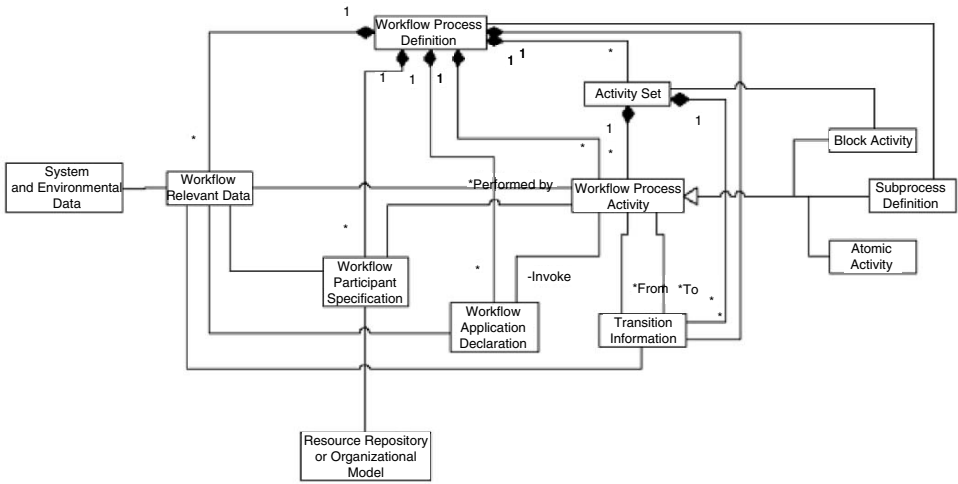 1
Workflow Process
Definition
1
1
1
1
1
1
*
Activity Set
1
1
*
*
*
Block Activity
System
and Environmental
Data
Workflow
Relevant Data
*Performed by
Workflow Process
Activity
Subprocess
Definition
*
Atomic
Activity
Workflow
Participant
Specification
*
-Invoke
*From
*To
*
*
Workflow
Application
Declaration
Transition
Information
Resource Repository
or Organizational
Model